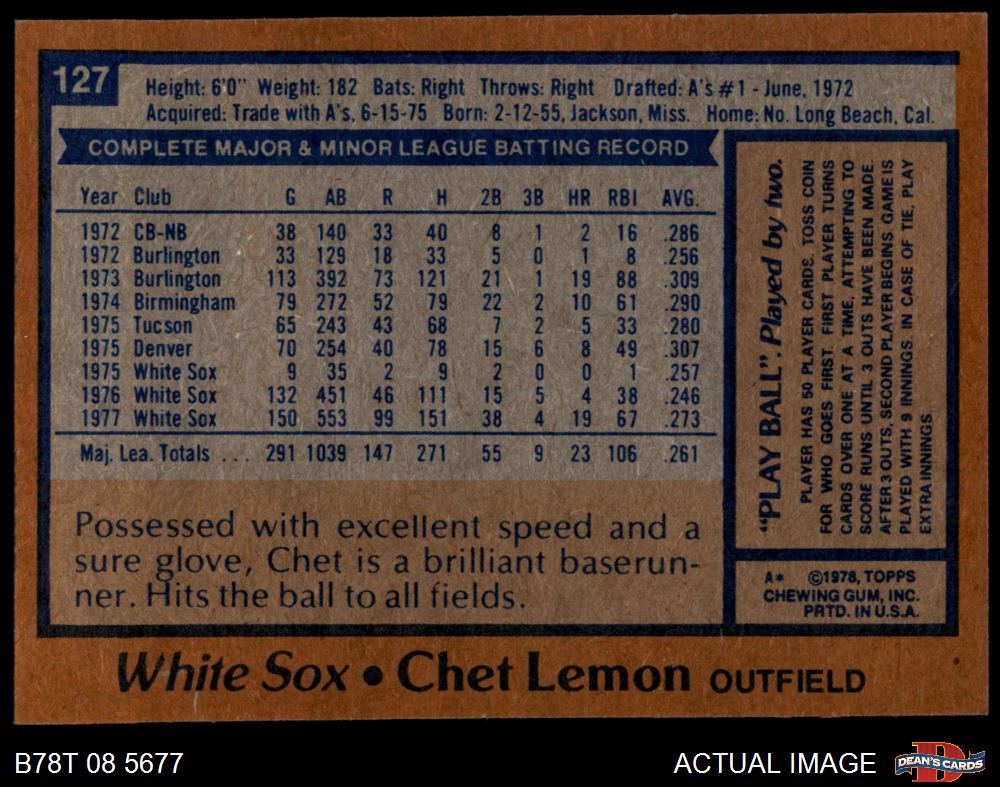 127
Height: 6'0" Weight: 182 Bats: Right Throws: Right Drafted: A's #1 - June, 1972
Acquired: Trade with A's, 6-15-75 Born: 2-12-55, Jackson, Miss. Home: No. Long Beach, Cal.
COMPLETE MAJOR & MINOR LEAGUE BATTING RECORD
Year Club G AB R H 2B 3B HR RBI AVG.
1972 CB-NB 38 140 33 40 8 1 2 16 .286
1972 Burlington 33 129 18 33 5 0 1 8 .256
1973 Burlington 113 392 73 121 21 1 19 88 .309
1974 Birmingham 79 272 52 79 22 2 10 61 .290
1975 Tucson 65 243 43 68 7 2 5 33 .280
1975 Denver 70 254 40 78 15 6 8 49 .307
1975 White Sox 9 35 2 9 2 0 0 1 .257
1976 White Sox 132 451 46 111 15 5 4 38 .246
1977 White Sox 150 553 99 151 38 4 19 67 .273
Maj. Lea. Totals ... 291 1039 147 271 55 9 23 106 .261
Possessed with excellent speed and a
sure glove, Chet is a brilliant baserun-
ner. Hits the ball to all fields.
"PLAY BALL". Played by two.
PLAYER HAS 50 PLAYER CARDS. TOSS COIN
FOR WHO GOES FIRST. FIRST PLAYER TURNS
CARDS OVER ONE AT A TIME, ATTEMPTING TO
SCORE RUNS UNTIL 3 OUTS HAVE BEEN MADE.
AFTER 3 OUTS, SECOND PLAYER BEGINS. GAME IS
PLAYED WITH 9 INNINGS. IN CASE OF TIE, PLAY
EXTRA INNINGS.
A* ©1978, TOPPS
CHEWING GUM, INC.
PRTD. IN U.S.A.
White Sox • Chet Lemon OUTFIELD
B78T 08 5677
ACTUAL IMAGE
D
DEAN'S CARDS